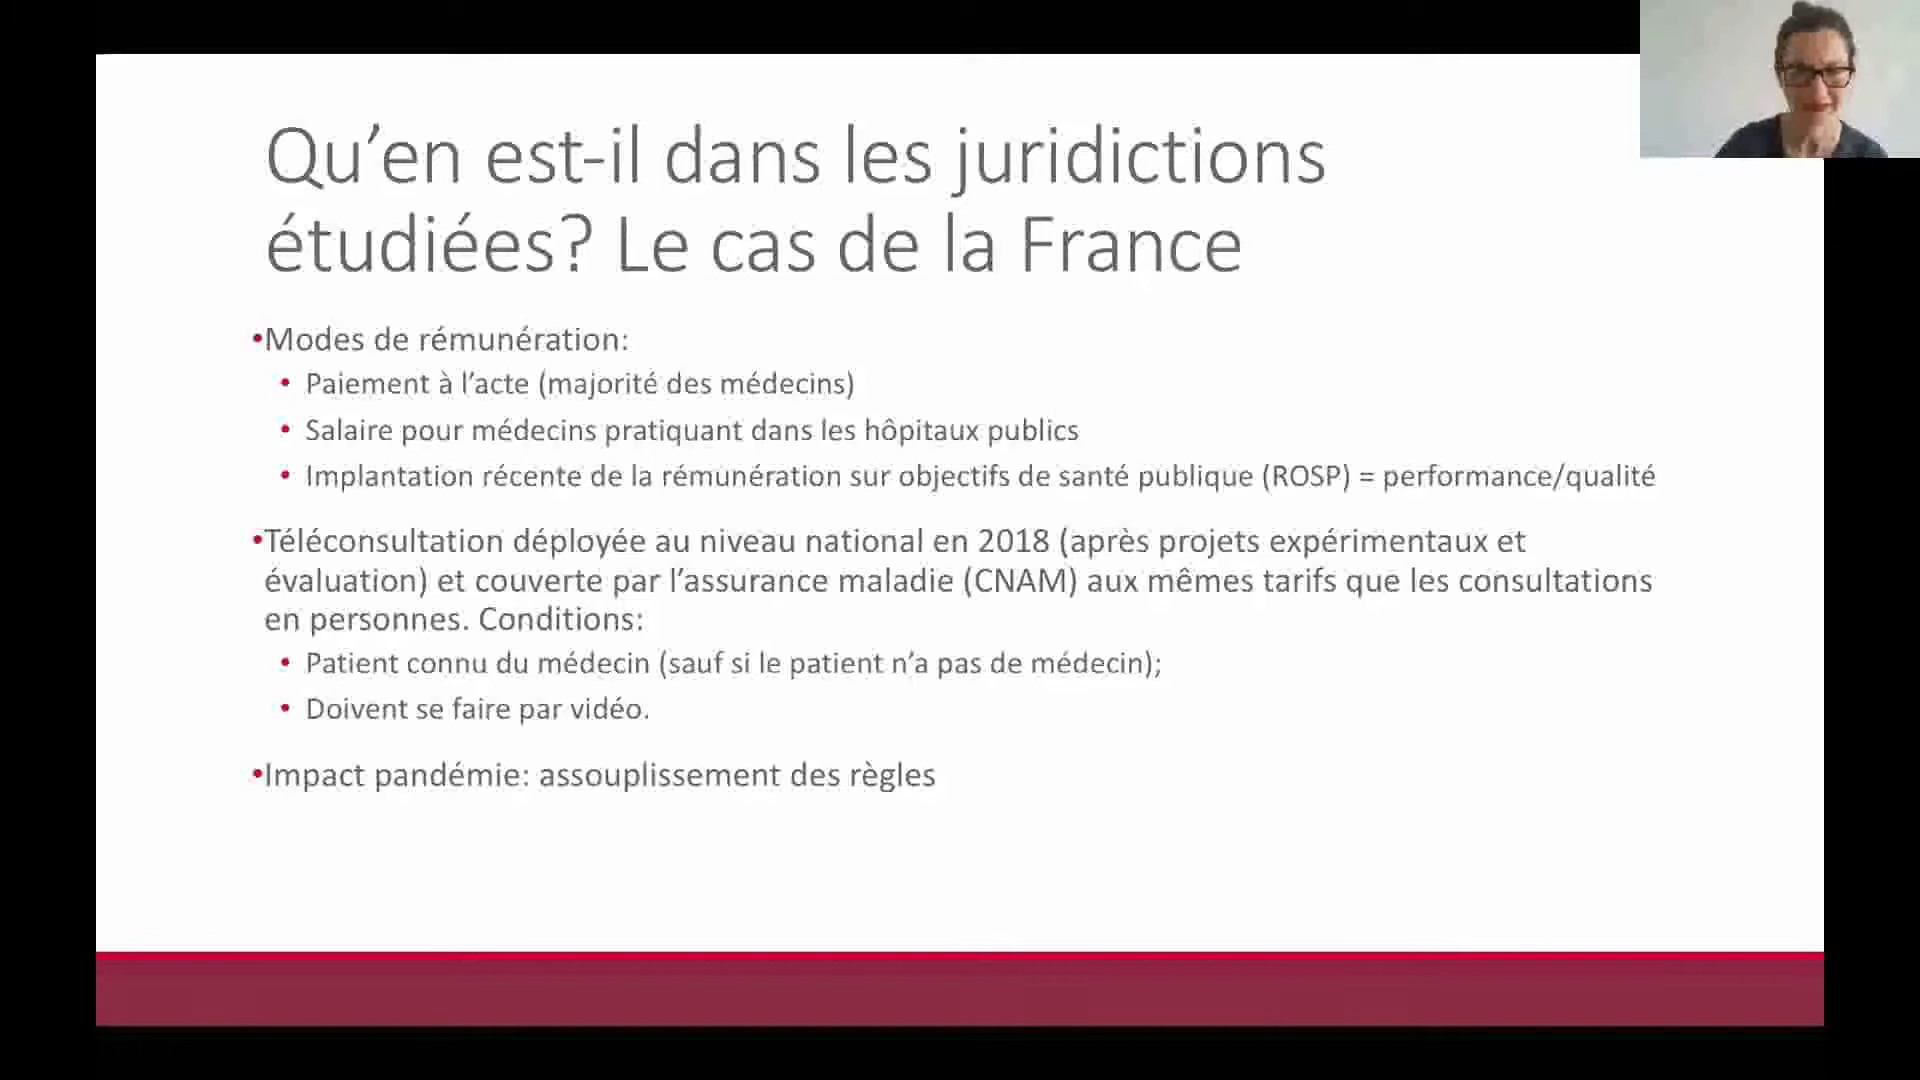 Qu’en est-il dans les juridictions
étudiées? Le cas de la France
•Modes de rémunération:
• Paiement à l’acte (majorité des médecins)
• Salaire pour médecins pratiquant dans les hôpitaux publics
• Implantation récente de la rémunération sur objectifs de santé publique (ROSP) = performance/qualité
•Téléconsultation déployée au niveau national en 2018 (après projets expérimentaux et
évaluation) et couverte par l’assurance maladie (CNAM) aux mêmes tarifs que les consultations
en personnes. Conditions:
• Patient connu du médecin (sauf si le patient n’a pas de médecin);
• Doivent se faire par vidéo.
•Impact pandémie: assouplissement des règles